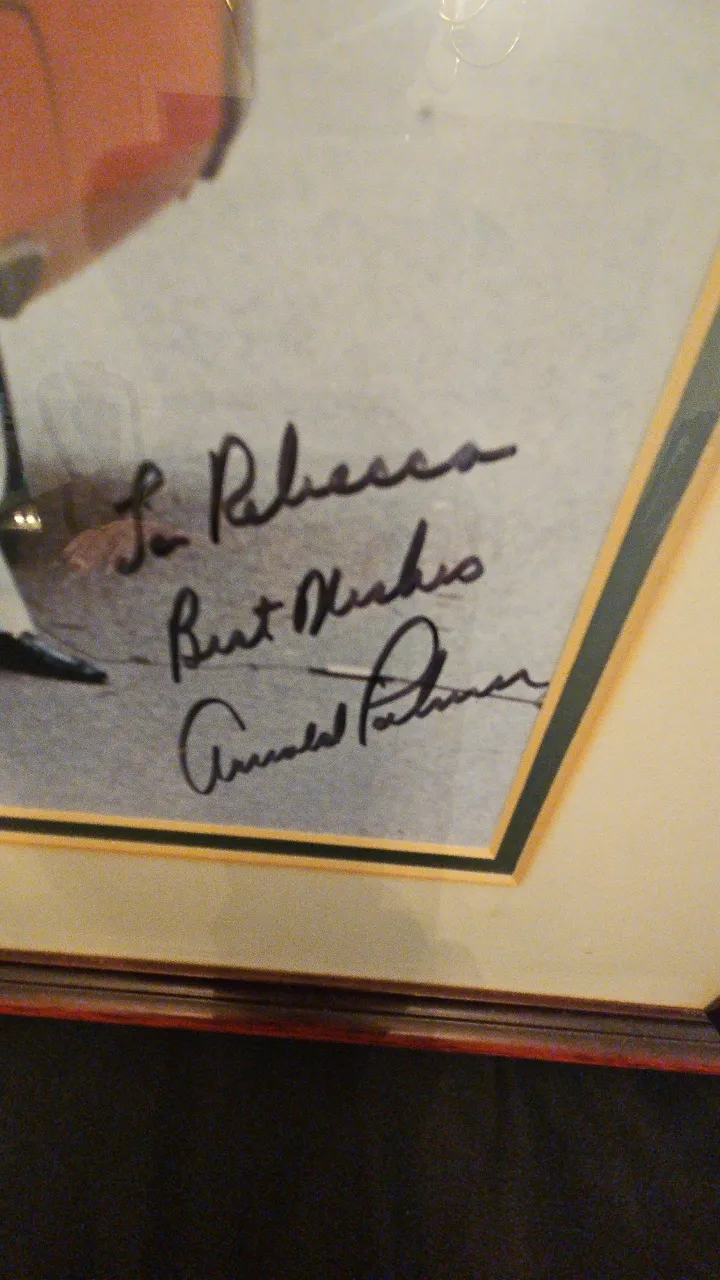 To Rebecca
Best Wishes
Arnold Palmer